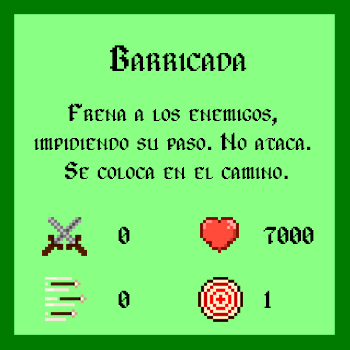 Barricada
Frena a los enemigos,
impidiendo su paso. No ataca.
Se coloca en el camino.
0 7000
0 1